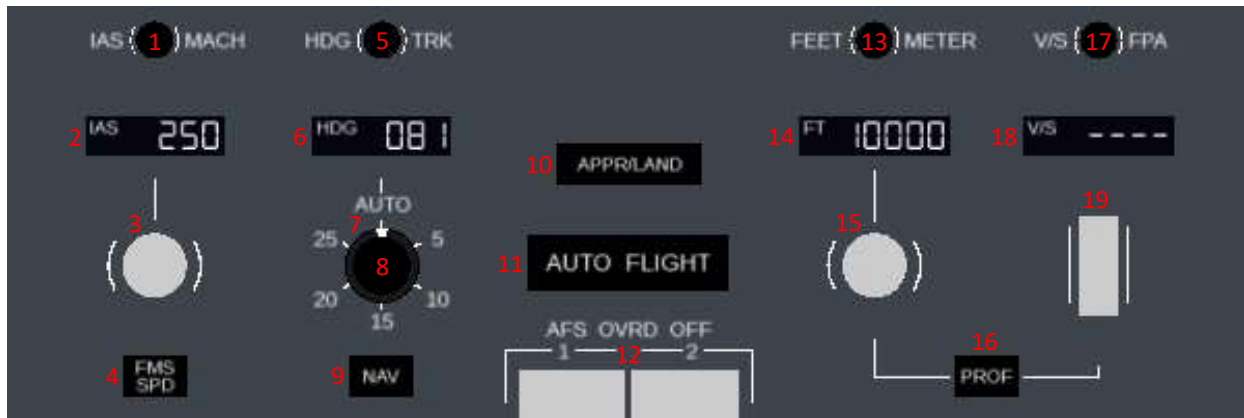 IAS 1 MACH
HDG 5 TRK
FEET 13 METER
V/S 17 FPA
2 IAS 250
6 HDG 081
14 FT 10000
18 V/S ----
10 APPR/LAND
3
7 AUTO
25 5
8
20 10
15
11 AUTO FLIGHT
15
19
AFS OVRD OFF
1 12 2
4 FMS
SPD
9 NAV
16
PROF